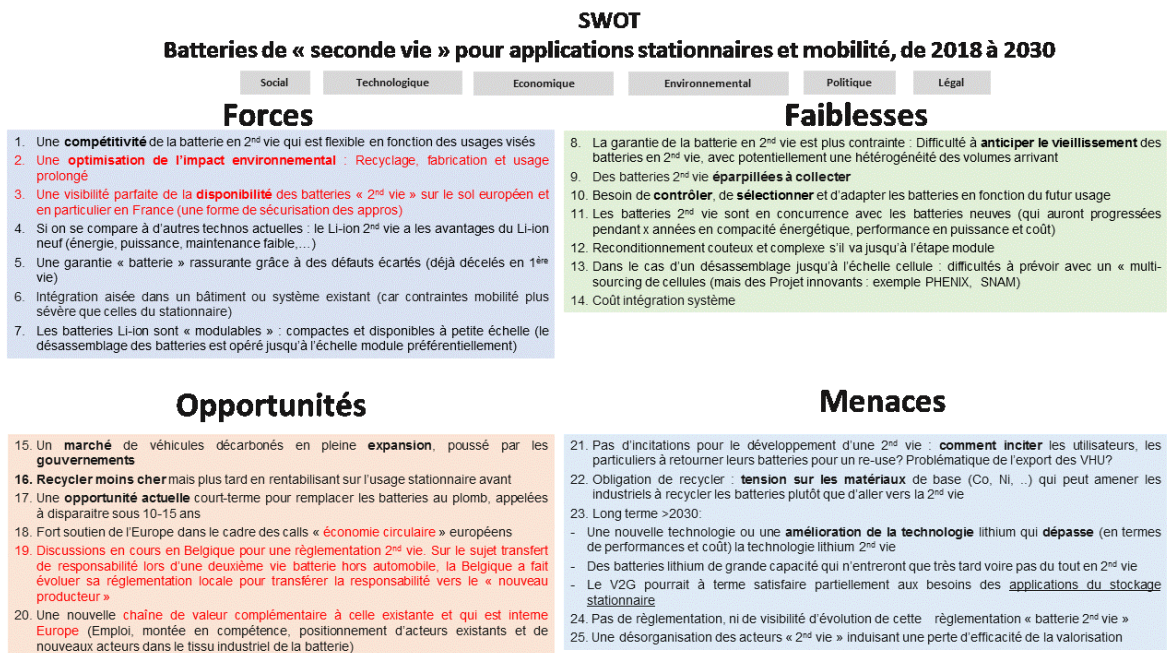 SWOT
Batteries de « seconde vie » pour applications stationnaires et mobilité, de 2018 à 2030
Social
Technologique
Economique
Environnemental
Politique
Légal
Forces
1. Une compétitivité de la batterie en 2nd vie qui est flexible en fonction des usages visés
2. Une optimisation de l'impact environnemental : Recyclage, fabrication et usage
prolongé
3. Une visibilité parfaite de la disponibilité des batteries « 2nd vie » sur le sol européen et
en particulier en France (une forme de sécurisation des appros)
4. Si on se compare à d'autres technos actuelles : le Li-ion 2nd vie a les avantages du Li-ion
neuf (énergie, puissance, maintenance faible,…)
5. Une garantie « batterie » rassurante grâce à des défauts écartés (déjà décelés en 1ère
vie)
6. Intégration aisée dans un bâtiment ou système existant (car contraintes mobilité plus
sévère que celles du stationnaire)
7. Les batteries Li-ion sont « modulables » : compactes et disponibles à petite échelle (le
désassemblage des batteries est opéré jusqu'à l'échelle module préférentiellement)
Faiblesses
8. La garantie de la batterie en 2nd vie est plus contrainte : Difficulté à anticiper le vieillissement des
batteries en 2nd vie, avec potentiellement une hétérogénéité des volumes arrivant
9. Des batteries 2nd vie éparpillées à collecter
10. Besoin de contrôler, de sélectionner et d'adapter les batteries en fonction du futur usage
11. Les batteries 2nd vie sont en concurrence avec les batteries neuves (qui auront progressées
pendant x années en compacité énergétique, performance en puissance et coût)
12. Reconditionnement couteux et complexe s'il va jusqu'à l'étape module
13. Dans le cas d'un désassemblage jusqu'à l'échelle cellule : difficultés à prévoir avec un « multi-
sourcing de cellules (mais des Projet innovants : exemple PHENIX, SNAM)
14. Coût intégration système
Opportunités
15. Un marché de véhicules décarbonés en pleine expansion, poussé par les
gouvernements
16. Recycler moins cher mais plus tard en rentabilisant sur l'usage stationnaire avant
17. Une opportunité actuelle court-terme pour remplacer les batteries au plomb, appelées
à disparaitre sous 10-15 ans
18. Fort soutien de l'Europe dans le cadre des calls « économie circulaire » européens
19. Discussions en cours en Belgique pour une règlementation 2nd vie. Sur le sujet transfert
de responsabilité lors d'une deuxième vie batterie hors automobile, la Belgique a fait
évoluer sa réglementation locale pour transférer la responsabilité vers le « nouveau
producteur »
20. Une nouvelle chaîne de valeur complémentaire à celle existante et qui est interne
Europe (Emploi, montée en compétence, positionnement d'acteurs existants et de
nouveaux acteurs dans le tissu industriel de la batterie)
Menaces
21. Pas d'incitations pour le développement d'une 2nd vie : comment inciter les utilisateurs, les
particuliers à retourner leurs batteries pour un re-use? Problématique de l'export des VHU?
22. Obligation de recycler : tension sur les matériaux de base (Co, Ni, ..) qui peut amener les
industriels à recycler les batteries plutôt que d'aller vers la 2nd vie
23. Long terme >2030:
- Une nouvelle technologie ou une amélioration de la technologie lithium qui dépasse (en termes
de performances et coût) la technologie lithium 2nd vie
- Des batteries lithium de grande capacité qui n'entreront que très tard voire pas du tout en 2nd vie
- Le V2G pourrait à terme satisfaire partiellement aux besoins des applications du stockage
stationnaire
24. Pas de règlementation, ni de visibilité d'évolution de cette règlementation « batterie 2nd vie »
25. Une désorganisation des acteurs « 2nd vie » induisant une perte d'efficacité de la valorisation